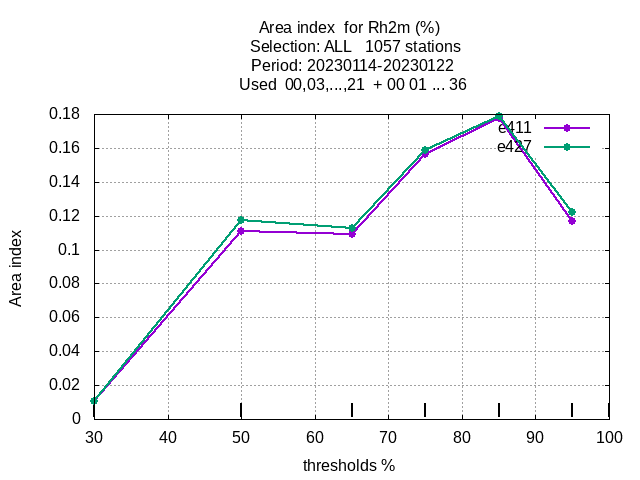 Area index  for Rh2m (%)
Selection: ALL   1057 stations
Period: 20230114-20230122
Used  00,03,...,21  + 00 01 ... 36
0.18
0.16
0.14
0.12
0.1
0.08
0.06
0.04
0.02
0
e411
e427
Area index
30 40 50 60 70 80 90 100
thresholds %